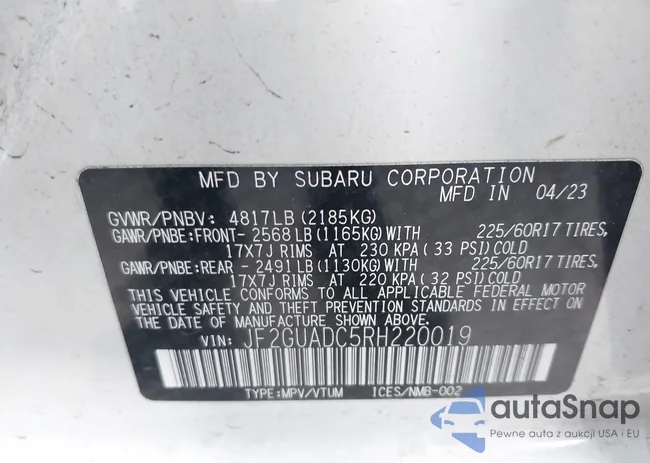 MFD BY SUBARU CORPORATION
MFD IN 04/23
GVWR/PNBV: 4817LB(2185KG)
GAWR/PNBE:FRONT-2568LB(1165KG)WITH 225/60R17 TIRES,
17X7J RIMS AT 230 KPA( 33 PSI)COLD
GAWR/PNBE:REAR -2491LB(1130KG)WITH 225/60R17 TIRES,
17X7J RIMS AT 220 KPA( 32 PSI)COLD
THIS VEHICLE CONFORMS TO ALL APPLICABLE FEDERAL MOTOR
VEHICLE SAFETY AND THEFT PREVENTION STANDARDS IN EFFECT ON
THE DATE OF MANUFACTURE SHOWN ABOVE.
VIN: JF2GUADC5RH220019
TYPE:MPV/VTUM ICES/NMB-002
autaSnap
Pewne auta z aukcji USA i EU